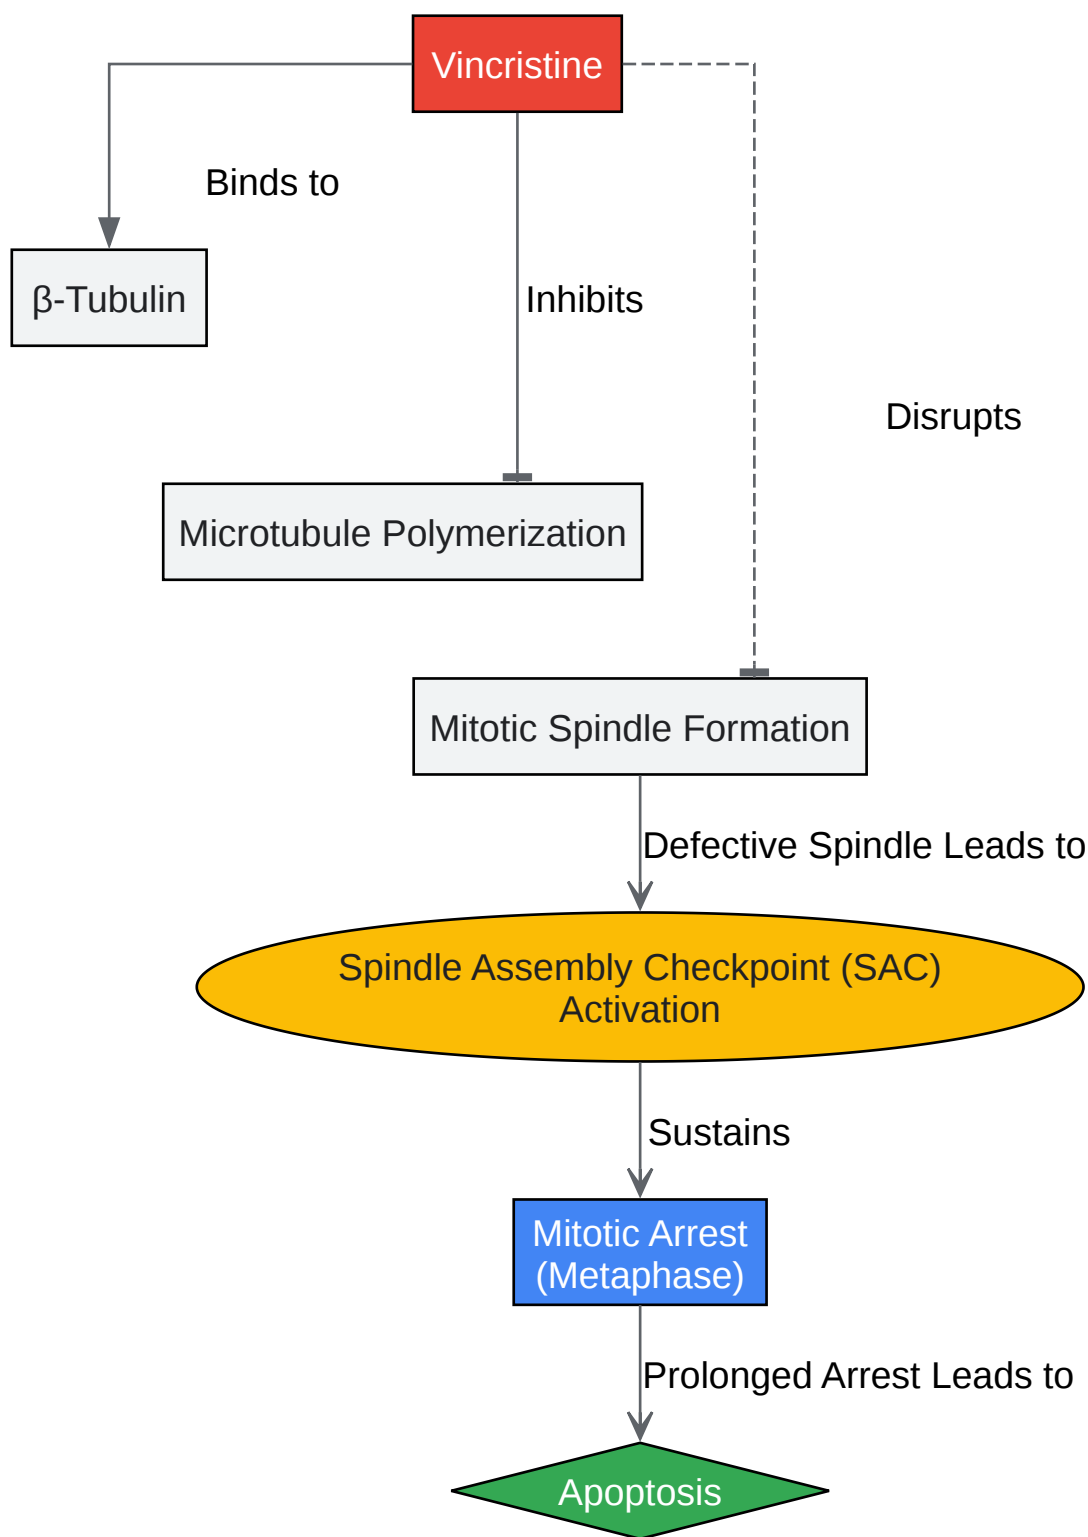 Vincristine
Binds to
β-Tubulin
Inhibits
Disrupts
Microtubule Polymerization
Mitotic Spindle Formation
Defective Spindle Leads to
Spindle Assembly Checkpoint (SAC)
Activation
Sustains
Mitotic Arrest
(Metaphase)
Prolonged Arrest Leads to
Apoptosis